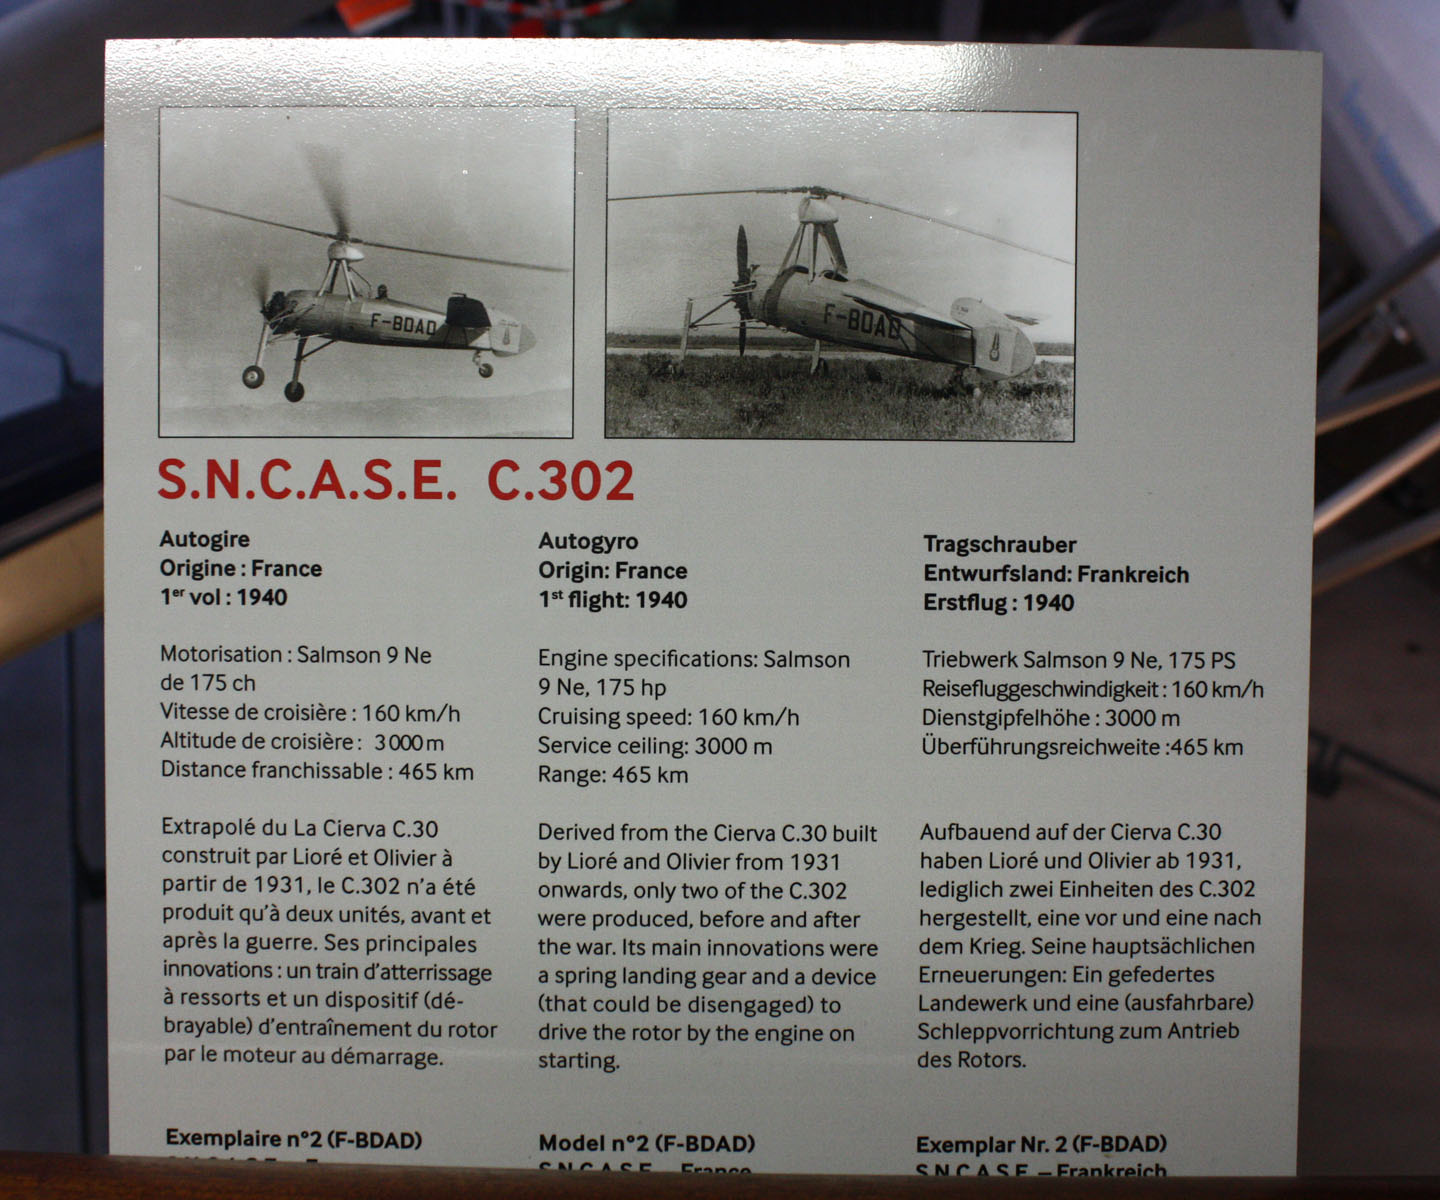 F-BDAD
F-BDAD
S.N.C.A.S.E. C.302
Autogire
Origine : France
1er vol : 1940
Motorisation : Salmson 9 Ne
de 175 ch
Vitesse de croisière : 160 km/h
Altitude de croisière : 3 000 m
Distance franchissable : 465 km
Extrapolé du La Cierva C.30
construit par Lioré et Olivier à
partir de 1931, le C.302 n'a été
produit qu'à deux unités, avant et
après la guerre. Ses principales
innovations : un train d'atterrissage
à ressorts et un dispositif (dé-
brayable) d'entraînement du rotor
par le moteur au démarrage.
Exemplaire n°2 (F-BDAD)
Autogyro
Origin: France
1st flight: 1940
Engine specifications: Salmson
9 Ne, 175 hp
Cruising speed: 160 km/h
Service ceiling: 3000 m
Range: 465 km
Derived from the Cierva C.30 built
by Lioré and Olivier from 1931
onwards, only two of the C.302
were produced, before and after
the war. Its main innovations were
a spring landing gear and a device
(that could be disengaged) to
drive the rotor by the engine on
starting.
Model n°2 (F-BDAD)
S.N.C.A.S.E. – France
Tragschrauber
Entwurfsland: Frankreich
Erstflug : 1940
Triebwerk Salmson 9 Ne, 175 PS
Reisefluggeschwindigkeit : 160 km/h
Dienstgipfelhöhe : 3000 m
Überführungsreichweite :465 km
Aufbauend auf der Cierva C.30
haben Lioré und Olivier ab 1931,
lediglich zwei Einheiten des C.302
hergestellt, eine vor und eine nach
dem Krieg. Seine hauptsächlichen
Erneuerungen: Ein gefedertes
Landewerk und eine (ausfahrbare)
Schleppvorrichtung zum Antrieb
des Rotors.
Exemplar Nr. 2 (F-BDAD)
S.N.C.A.S.E. – Frankreich